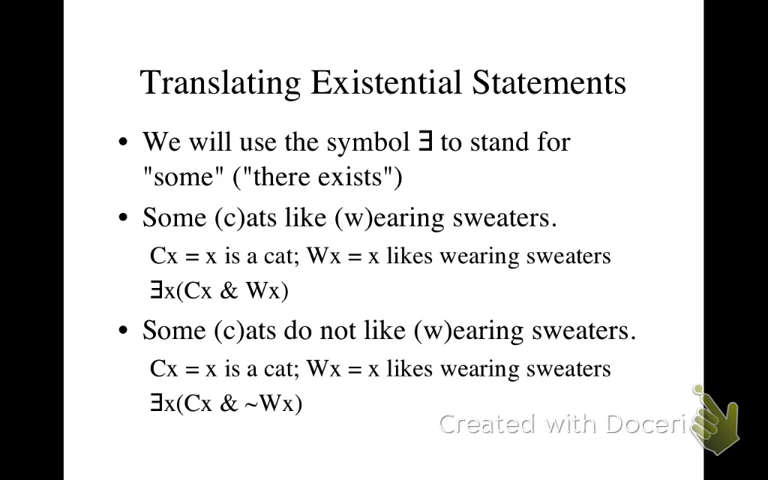 Translating Existential Statements
• We will use the symbol ∃ to stand for
"some" ("there exists")
• Some (c)ats like (w)earing sweaters.
Cx = x is a cat; Wx = x likes wearing sweaters
∃x(Cx & Wx)
• Some (c)ats do not like (w)earing sweaters.
Cx = x is a cat; Wx = x likes wearing sweaters
∃x(Cx & ~Wx)
Created with Doceri